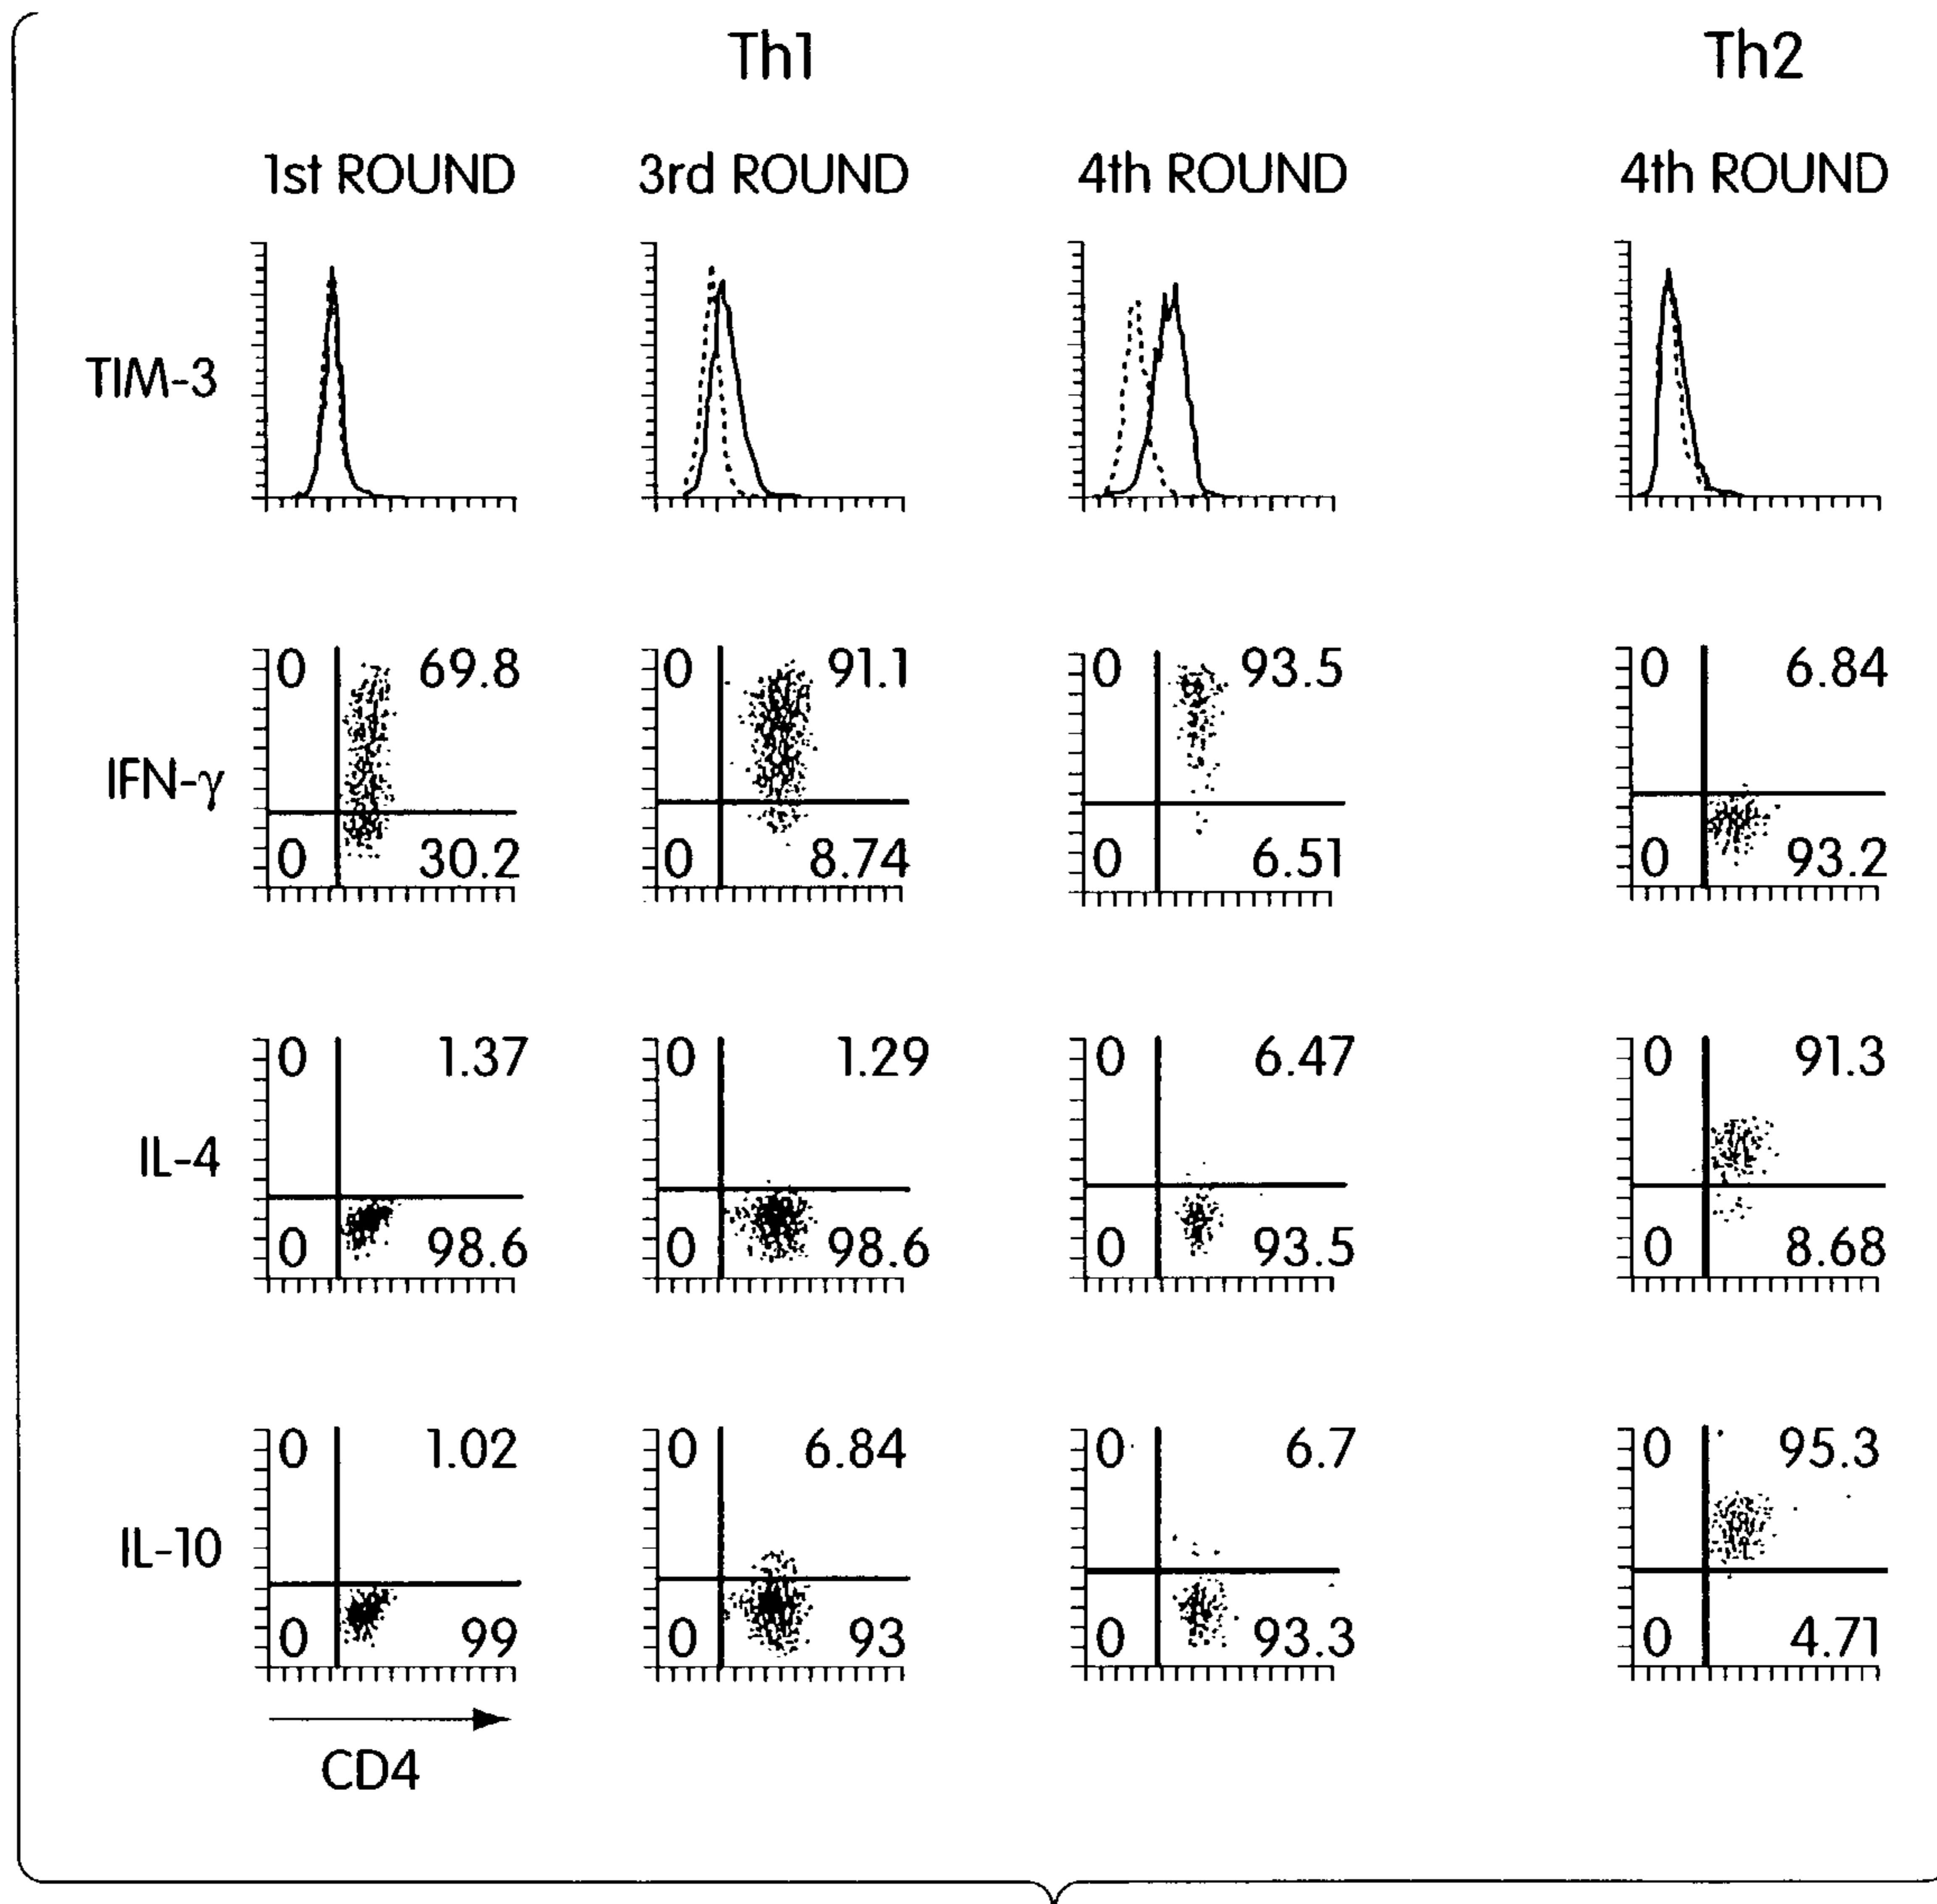 Th1 Th2
1st ROUND 3rd ROUND 4th ROUND 4th ROUND
TIM-3
0 69.8 0 91.1 0 93.5 0 6.84
IFN-γ
0 30.2 0 8.74 0 6.51 0 93.2
0 1.37 0 1.29 0 6.47 0 91.3
IL-4
0 98.6 0 98.6 0 93.5 0 8.68
0 1.02 0 6.84 0 6.7 0 95.3
IL-10
0 99 0 93 0 93.3 0 4.71
CD4